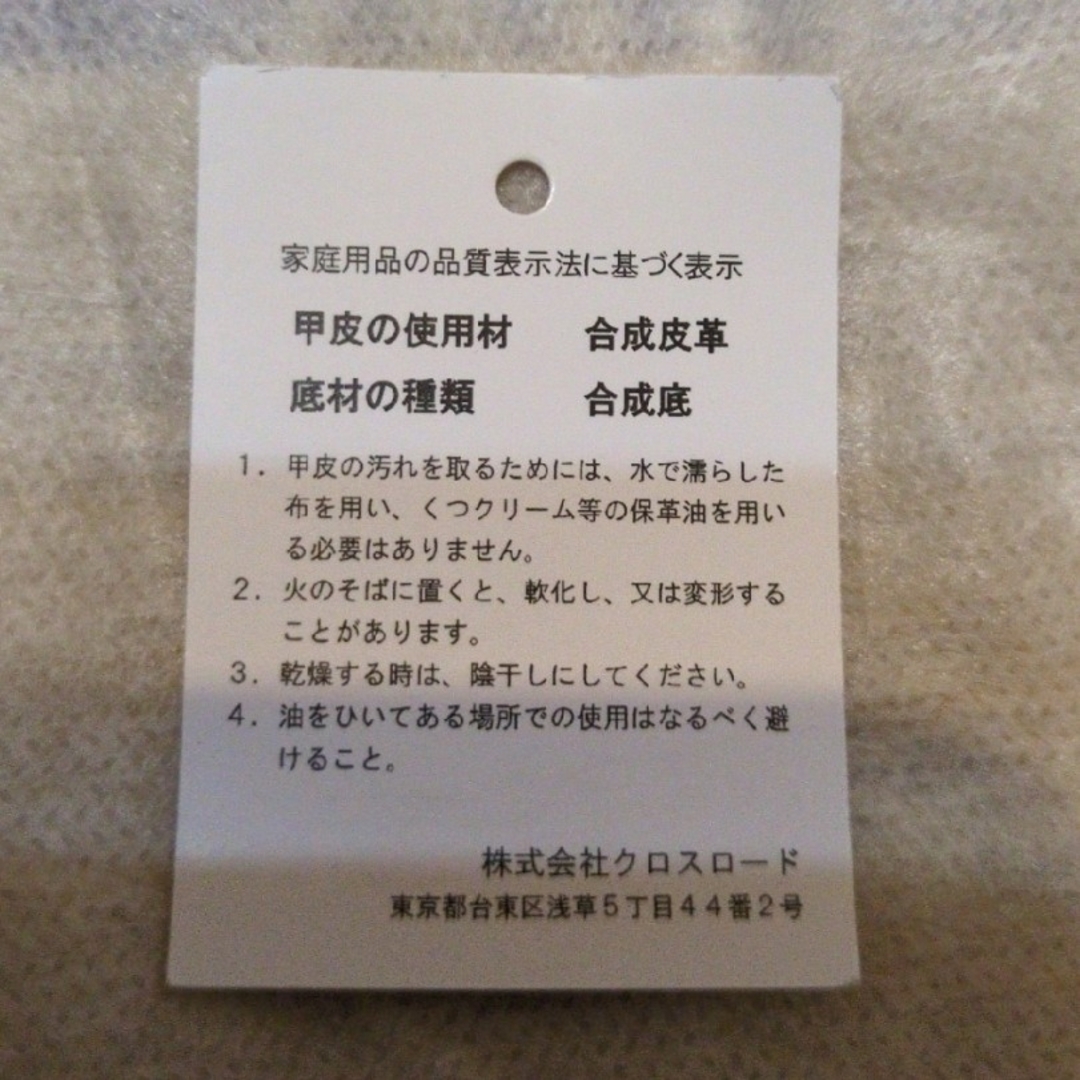 家庭用品の品質表示法に基づく表示
甲皮の使用材　合成皮革
底材の種類　合成底
1. 甲皮の汚れを取るためには、水で濡らした
布を用い、くつクリーム等の保革油を用い
る必要はありません。
2. 火のそばに置くと、軟化し、又は変形する
ことがあります。
3. 乾燥する時は、陰干しにしてください。
4. 油をひいてある場所での使用はなるべく避
けること。
株式会社クロスロード
東京都台東区浅草5丁目44番2号